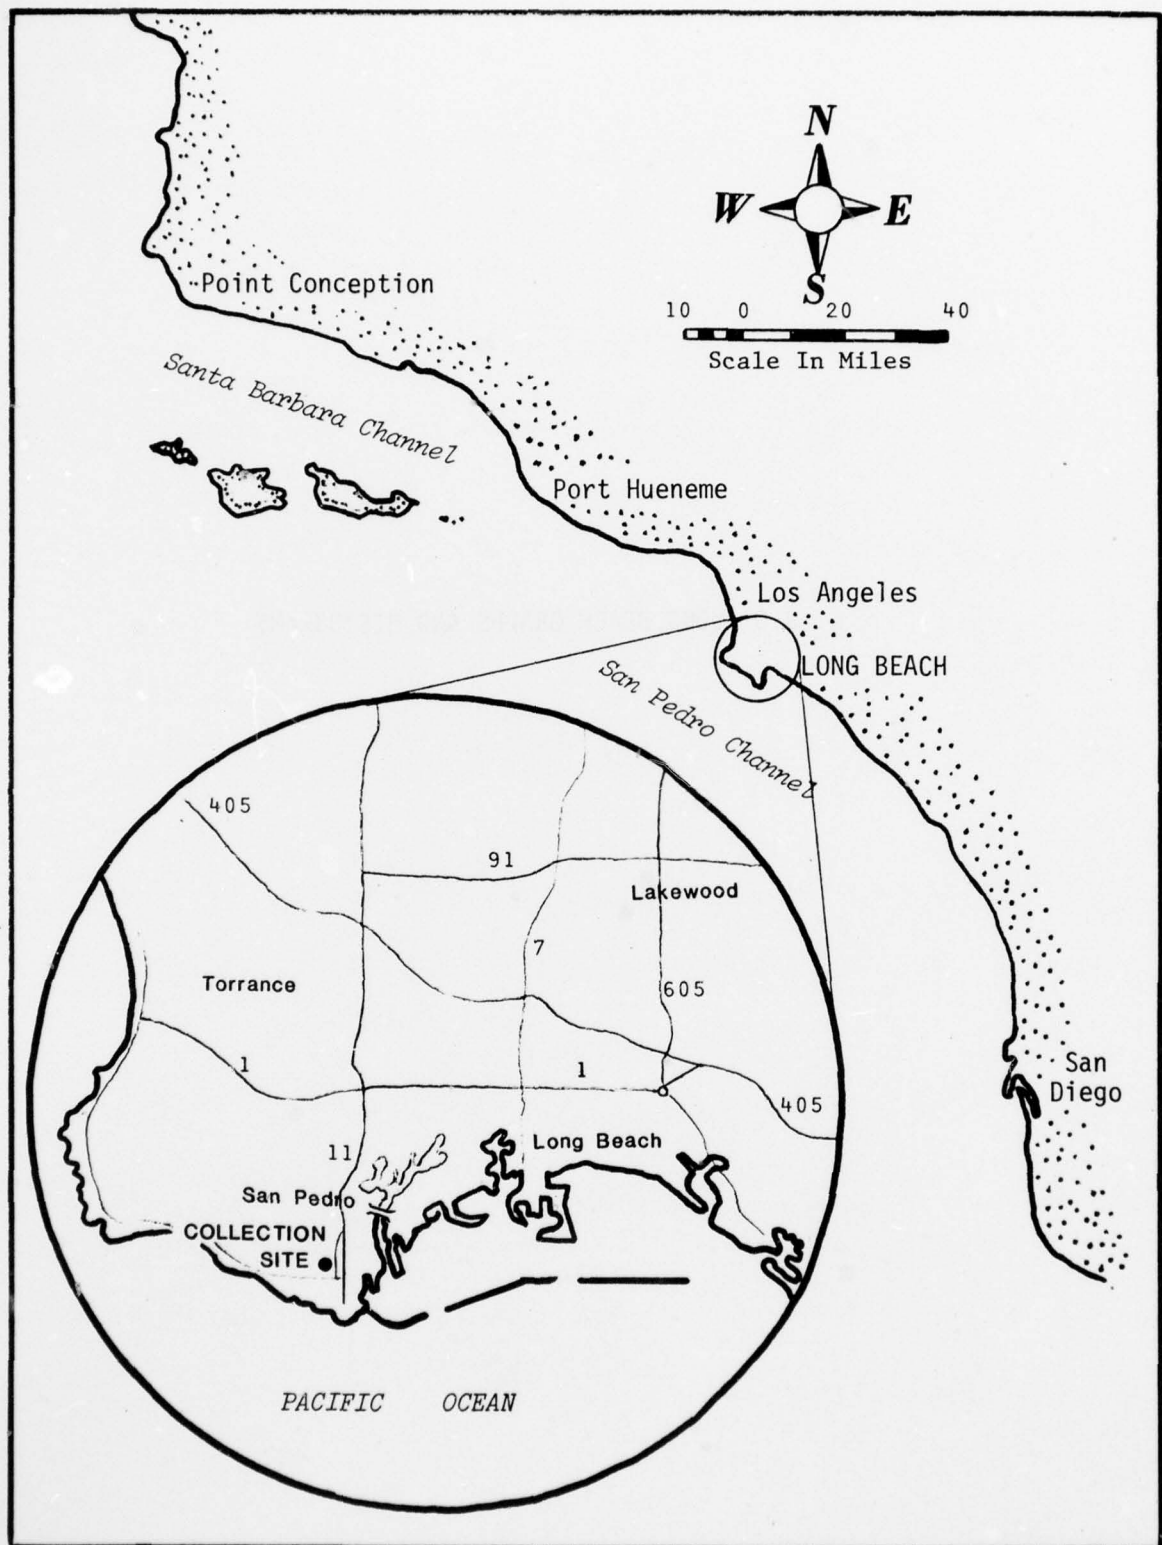 N
W E
S
10 0 20 40
Scale In Miles
Point Conception
Santa Barbara Channel
Port Hueneme
Los Angeles
LONG BEACH
San Pedro Channel
San
Diego
405
91
Lakewood
7
Torrance
605
1
1
405
11
Long Beach
San Pedro
COLLECTION
SITE
PACIFIC OCEAN